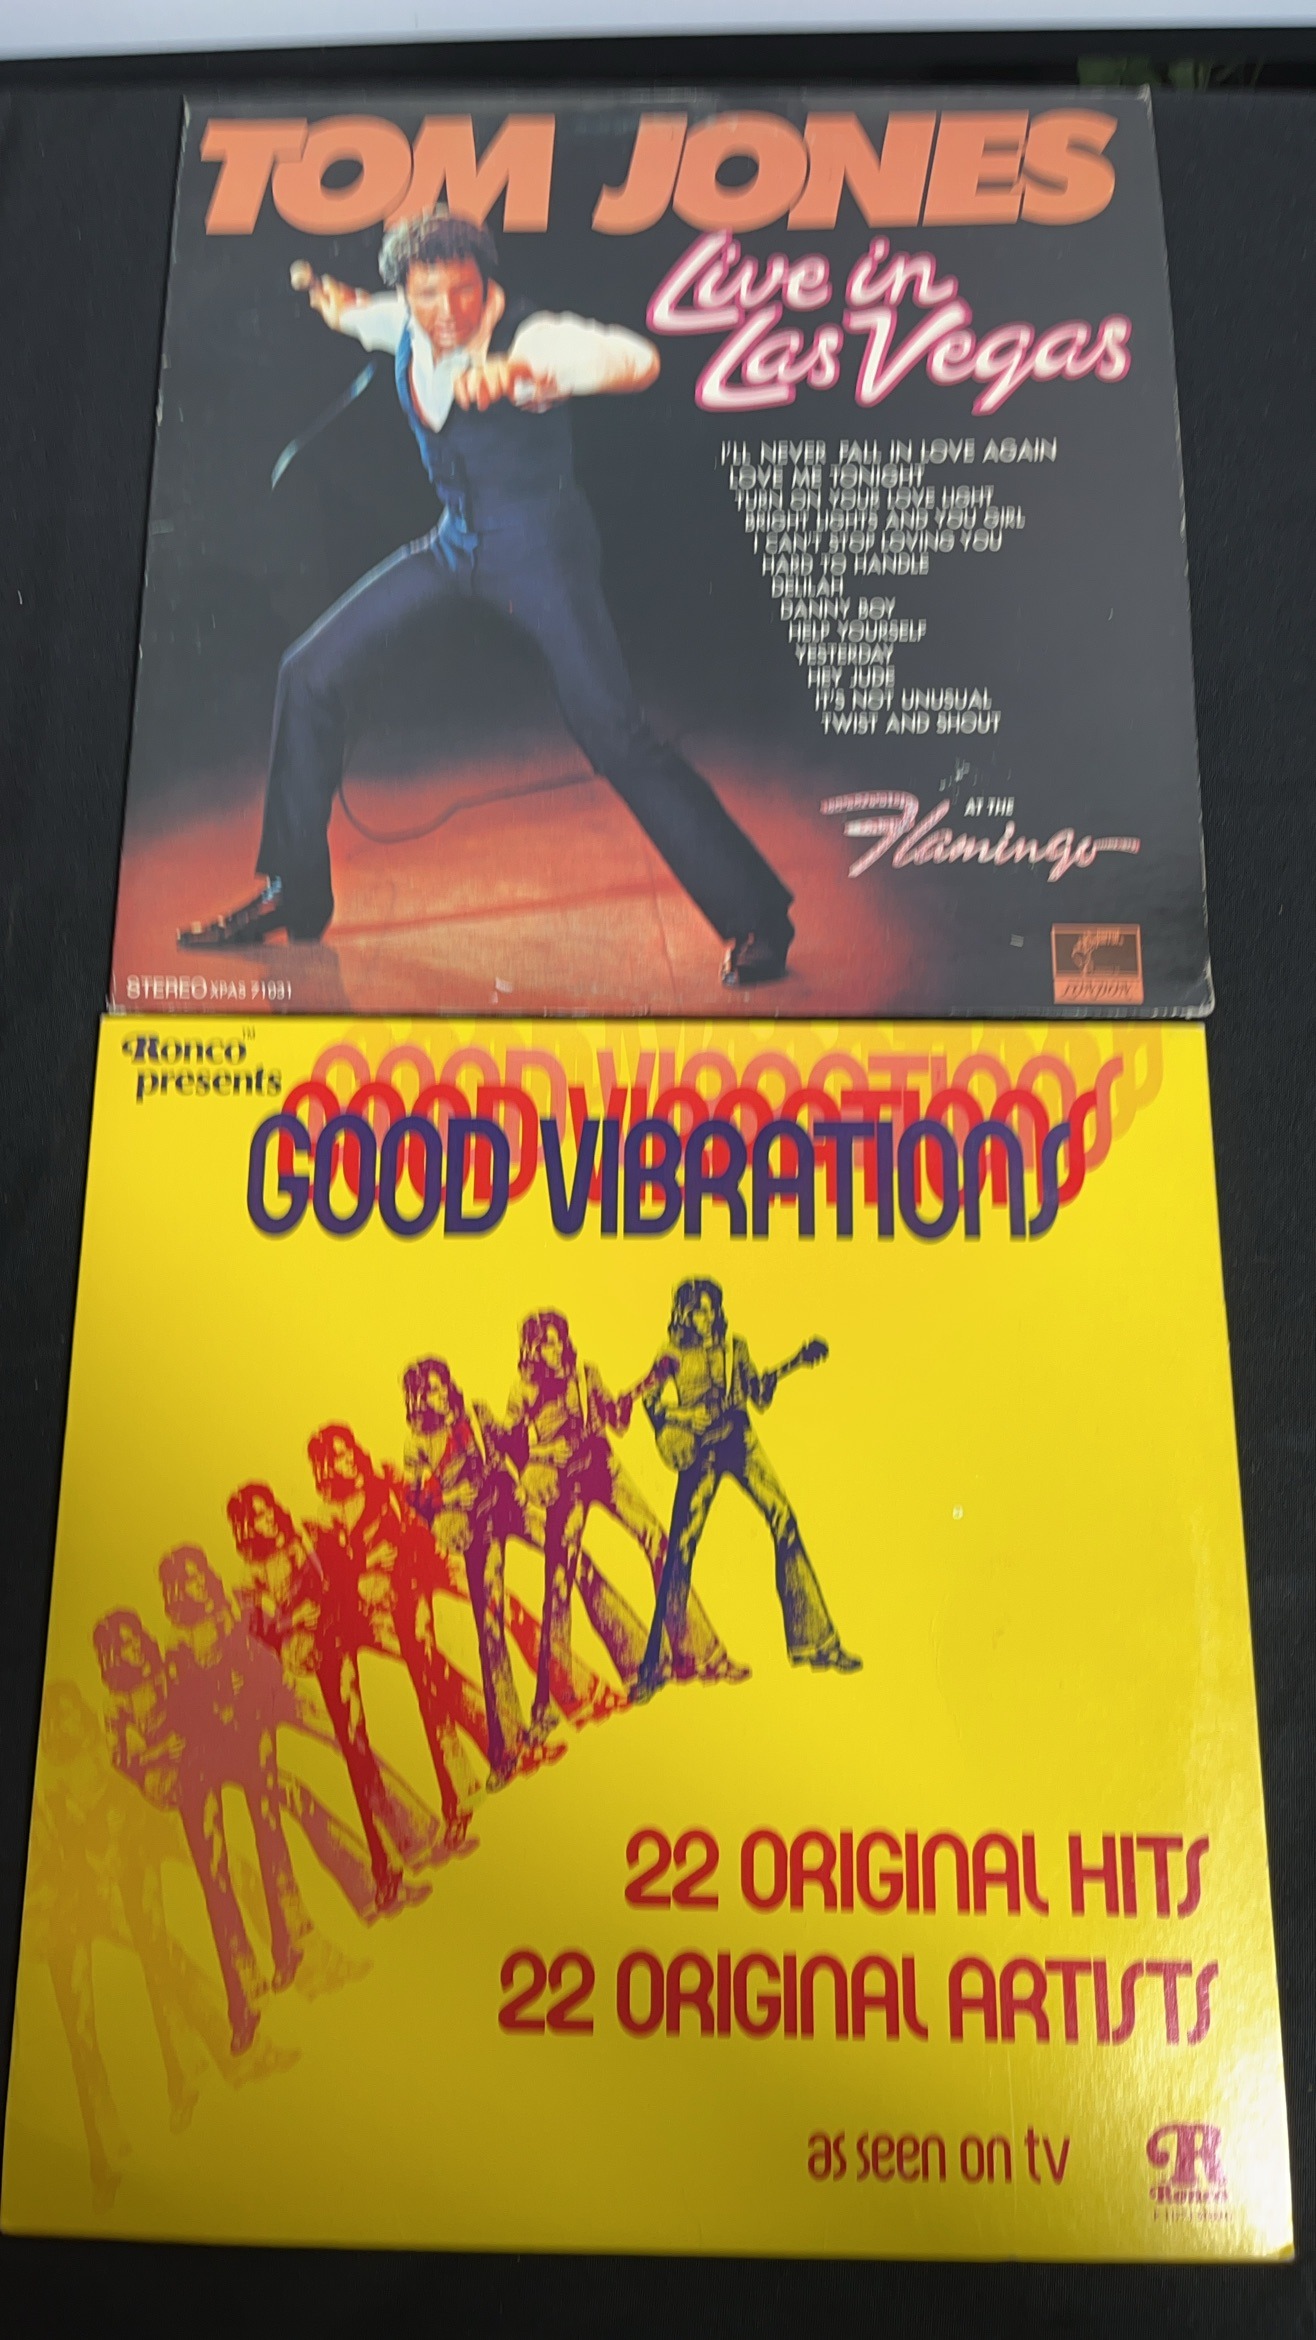 TOM JONES
Live in
Las Vegas
I'LL NEVER FALL IN LOVE AGAIN
LOVE ME TONIGHT
TURN ON YOUR LOVE LIGHT
BRIGHT LIGHTS AND YOU GIRL
I CAN'T STOP LOVING YOU
HARD TO HANDLE
DELILAH
DANNY BOY
HELP YOURSELF
YESTERDAY
HEY JUDE
IT'S NOT UNUSUAL
TWIST AND SHOUT
AT THE
Flamingo
STEREO XPAS 71031
LONDON
Ronco™
presents
GOOD VIBRATIONS
GOOD VIBRATIONS
GOOD VIBRATIONS
22 ORIGINAL HITS
22 ORIGINAL ARTISTS
as seen on tv
R
Ronco